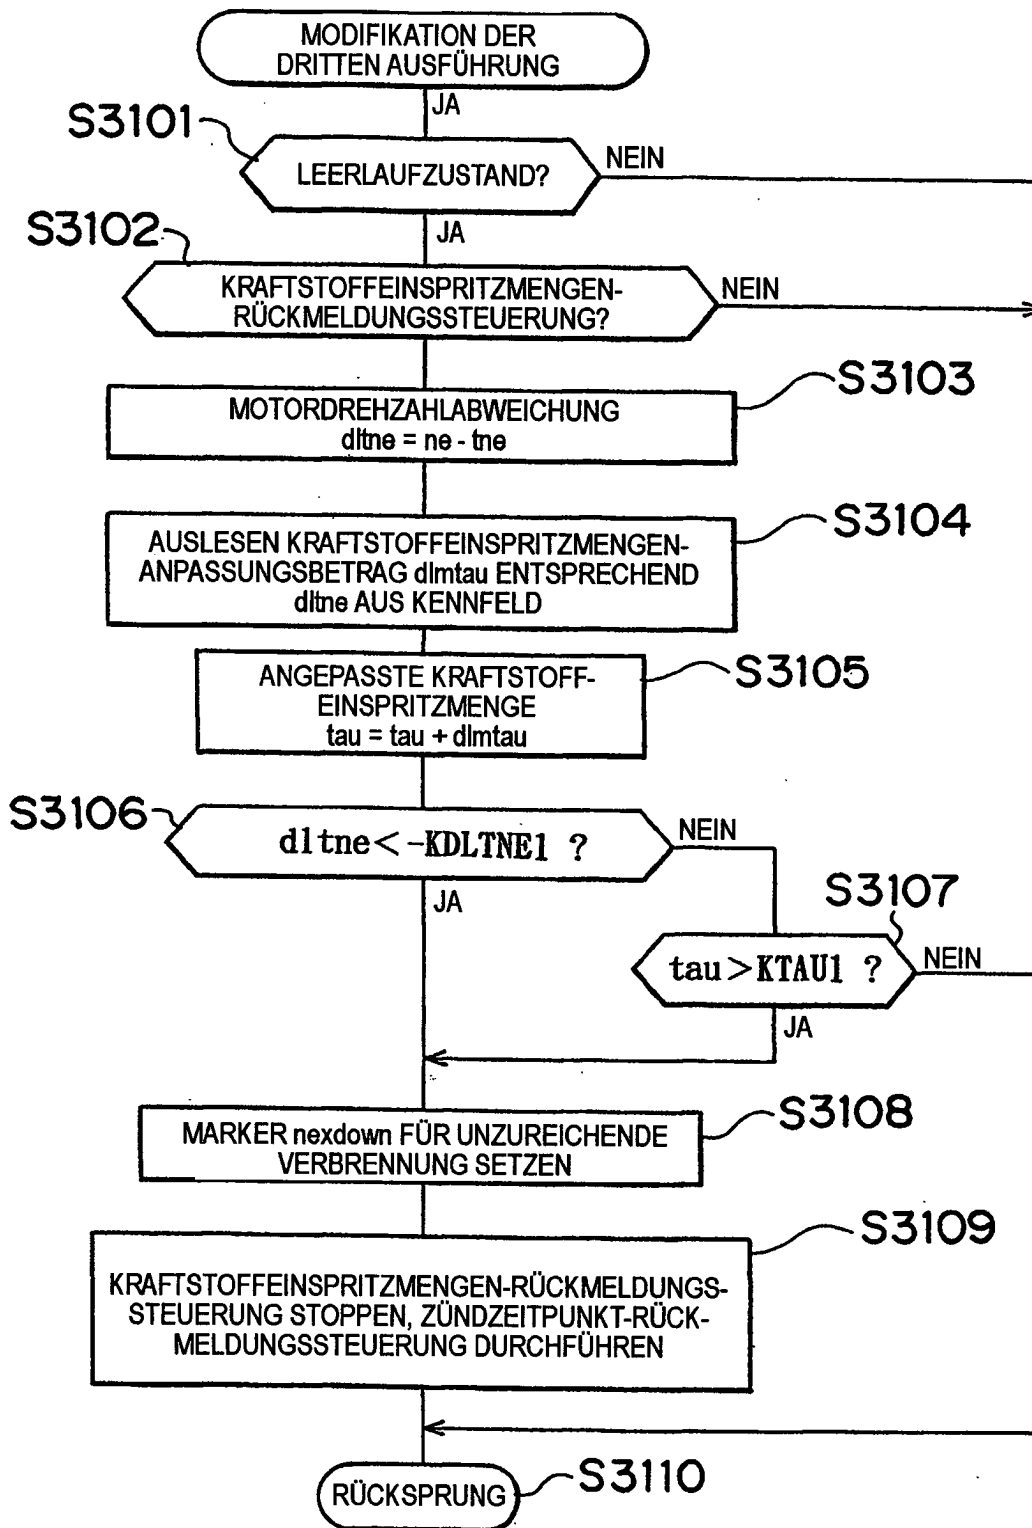 MODIFIKATION DER
DRITTEN AUSFÜHRUNG
JA
S3101
LEERLAUFZUSTAND?
NEIN
JA
S3102
KRAFTSTOFFEINSPRITZMENGEN-
RÜCKMELDUNGSSTEUERUNG?
NEIN
S3103
MOTORDREHZAHLABWEICHUNG
dltne = ne - tne
S3104
AUSLESEN KRAFTSTOFFEINSPRITZMENGEN-
ANPASSUNGSBETRAG dlmtau ENTSPRECHEND
dltne AUS KENNFELD
S3105
ANGEPASSTE KRAFTSTOFF-
EINSPRITZMENGE
tau = tau + dlmtau
S3106
dltne < -KDLTNE1 ?
NEIN
JA
S3107
tau > KTAU1 ?
NEIN
JA
S3108
MARKER nexdown FÜR UNZUREICHENDE
VERBRENNUNG SETZEN
S3109
KRAFTSTOFFEINSPRITZMENGEN-RÜCKMELDUNGS-
STEUERUNG STOPPEN, ZÜNDZEITPUNKT-RÜCK-
MELDUNGSSTEUERUNG DURCHFÜHREN
RÜCKSPRUNG
S3110